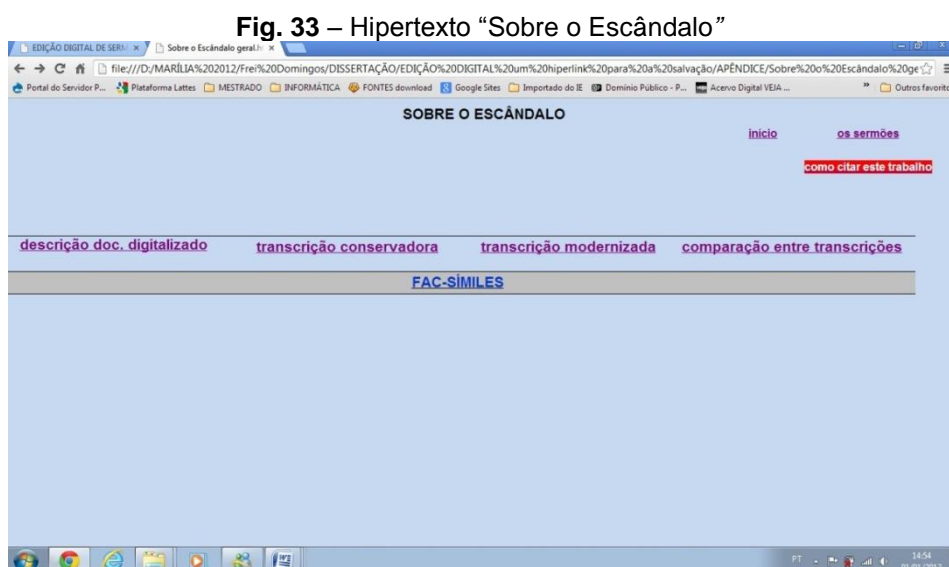 Fig. 33 – Hipertexto “Sobre o Escândalo”
EDIÇÃO DIGITAL DE SERM × Sobre o Escândalo geral.h ×
file:///D:/MARÍLIA%202012/Frei%20Domingos/DISSERTAÇÃO/EDIÇÃO%20DIGITAL%20um%20hiperlink%20para%20a%20salvação/APÊNDICE/Sobre%20o%20Escândalo%20ge
Portal do Servidor P... Plataforma Lattes MESTRADO INFORMÁTICA FONTES download Google Sites Importado do IE Domínio Público - P... Acervo Digital VEJA ... » Outros favorito
SOBRE O ESCÂNDALO
início os sermões
como citar este trabalho
descrição doc. digitalizado transcrição conservadora transcrição modernizada comparação entre transcrições
FAC-SÍMILES
PT 14:54